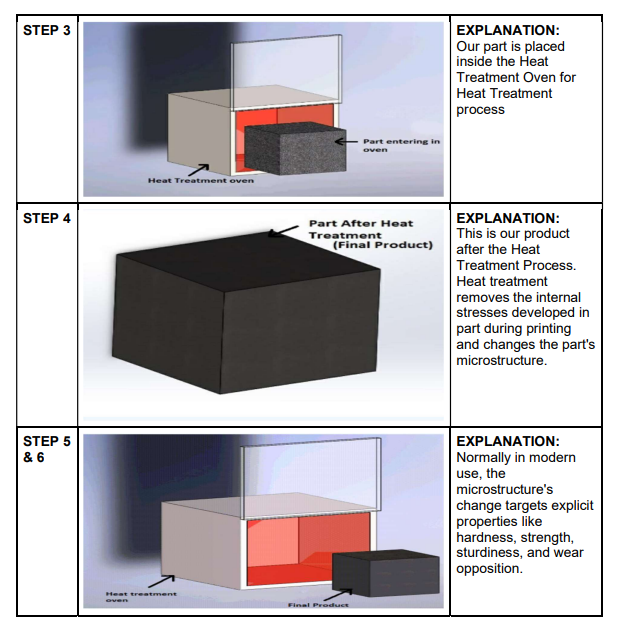 STEP 3
Part entering in
oven
Heat Treatment oven
EXPLANATION:
Our part is placed
inside the Heat
Treatment Oven for
Heat Treatment
process
STEP 4
Part After Heat
Treatment
(Final Product)
EXPLANATION:
This is our product
after the Heat
Treatment Process.
Heat treatment
removes the internal
stresses developed in
part during printing
and changes the part's
microstructure.
STEP 5
& 6
Heat treatment
oven
Final Product
EXPLANATION:
Normally in modern
use, the
microstructure's
change targets explicit
properties like
hardness, strength,
sturdiness, and wear
opposition.